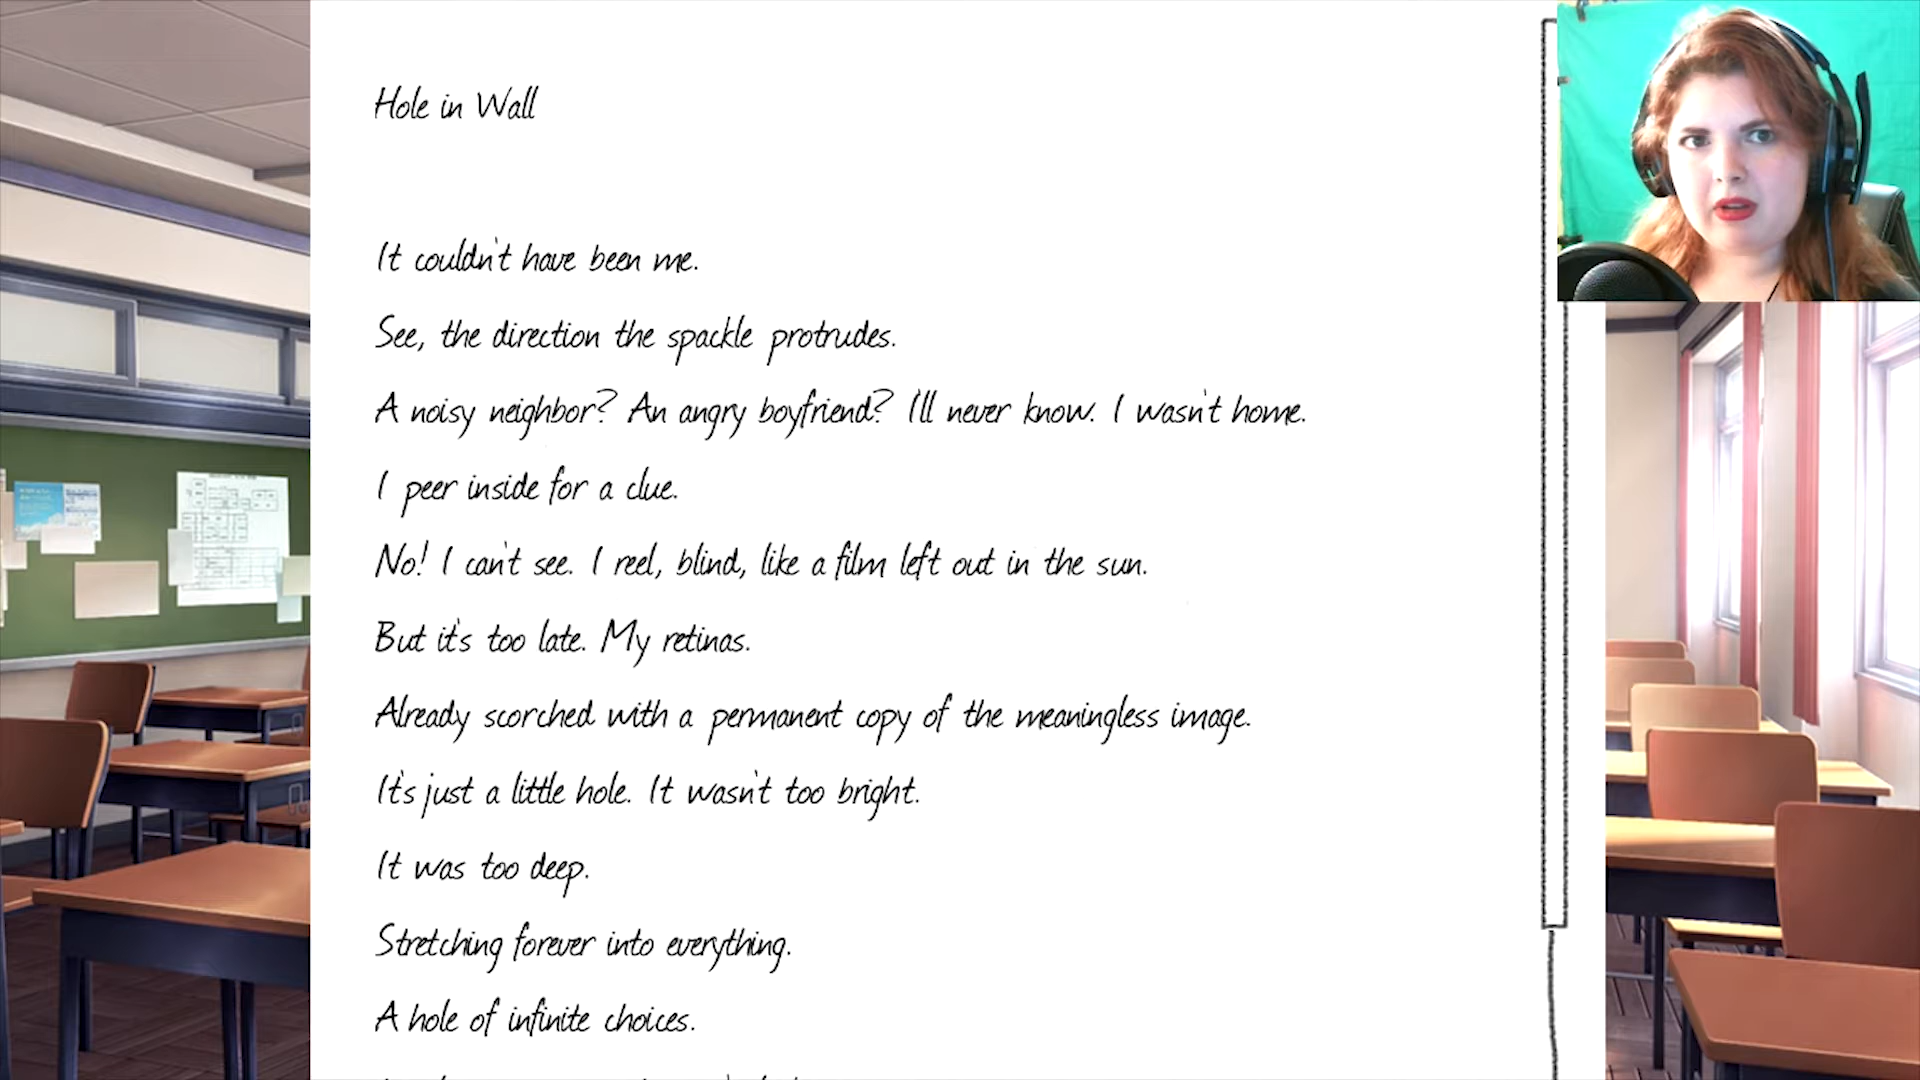 Hole in Wall
It couldn't have been me.
See, the direction the spackle protrudes.
A noisy neighbor? An angry boyfriend? I'll never know. I wasn't home.
I peer inside for a clue.
No! I can't see. I reel, blind, like a film left out in the sun.
But it's too late. My retinas.
Already scorched with a permanent copy of the meaningless image.
It's just a little hole. It wasn't too bright.
It was too deep.
Stretching forever into everything.
A hole of infinite choices.